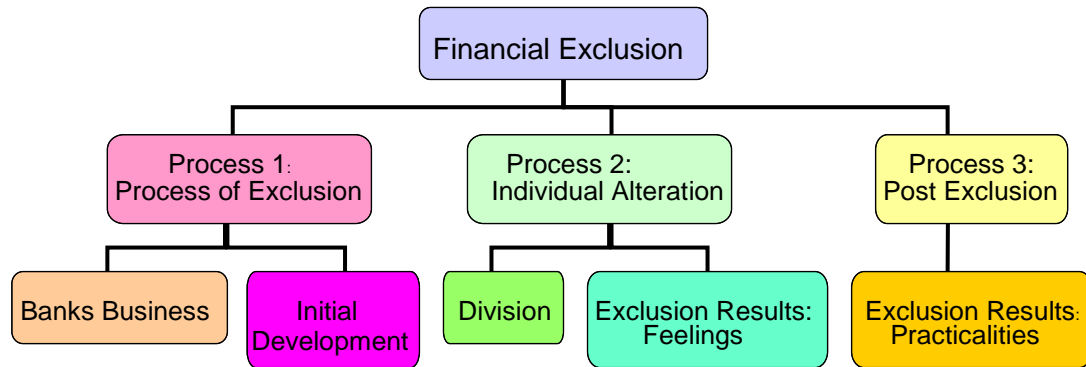 Financial Exclusion
Process 1:
Process of Exclusion
Process 2:
Individual Alteration
Process 3:
Post Exclusion
Banks Business
Initial
Development
Division
Exclusion Results:
Feelings
Exclusion Results:
Practicalities